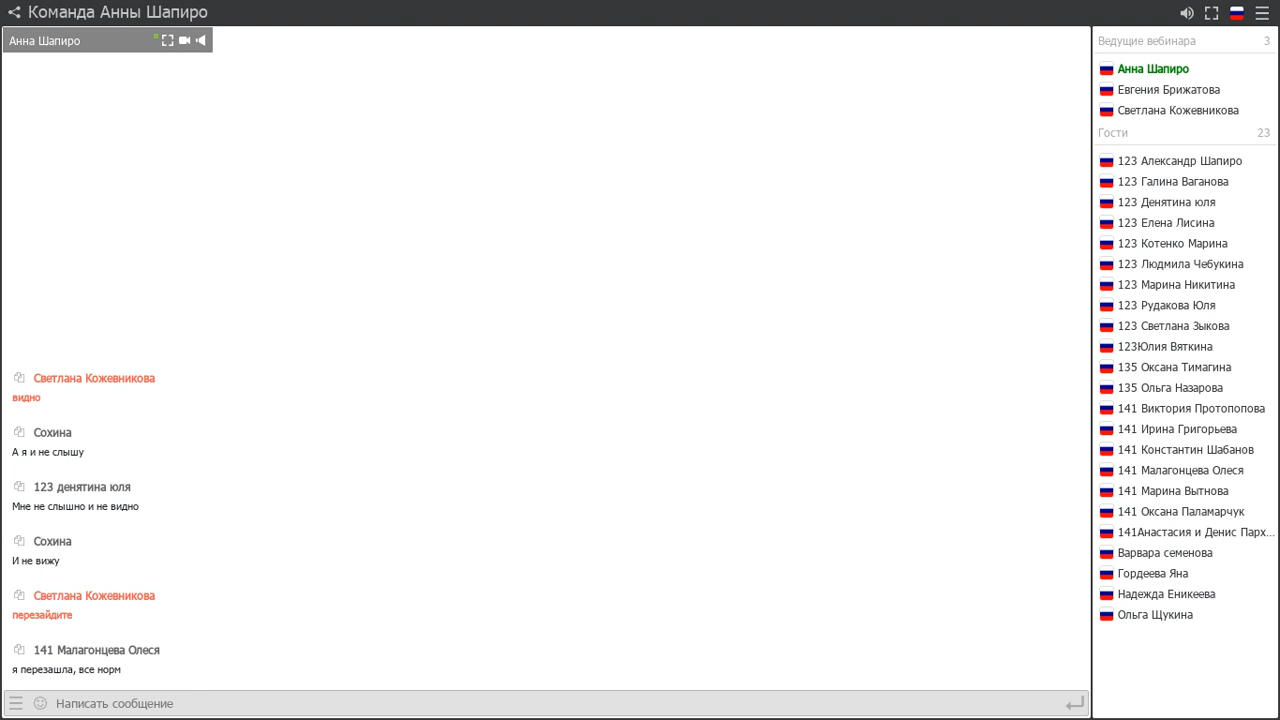 Команда Анны Шапиро
Анна Шапиро
Светлана Кожевникова
видно
Сохина
А я и не слышу
123 денятина юля
Мне не слышно и не видно
Сохина
И не вижу
Светлана Кожевникова
перезайдите
141 Малагонцева Олеся
я перезашла, все норм
Написать сообщение
Ведущие вебинара 3
Анна Шапиро
Евгения Брижатова
Светлана Кожевникова
Гости 23
123 Александр Шапиро
123 Галина Ваганова
123 Денятина юля
123 Елена Лисина
123 Котенко Марина
123 Людмила Чебукина
123 Марина Никитина
123 Рудакова Юля
123 Светлана Зыкова
123Юлия Вяткина
135 Оксана Тимагина
135 Ольга Назарова
141 Виктория Протопопова
141 Ирина Григорьева
141 Константин Шабанов
141 Малагонцева Олеся
141 Марина Вытнова
141 Оксана Паламарчук
141Анастасия и Денис Парх...
Варвара семенова
Гордеева Яна
Надежда Еникеева
Ольга Щукина